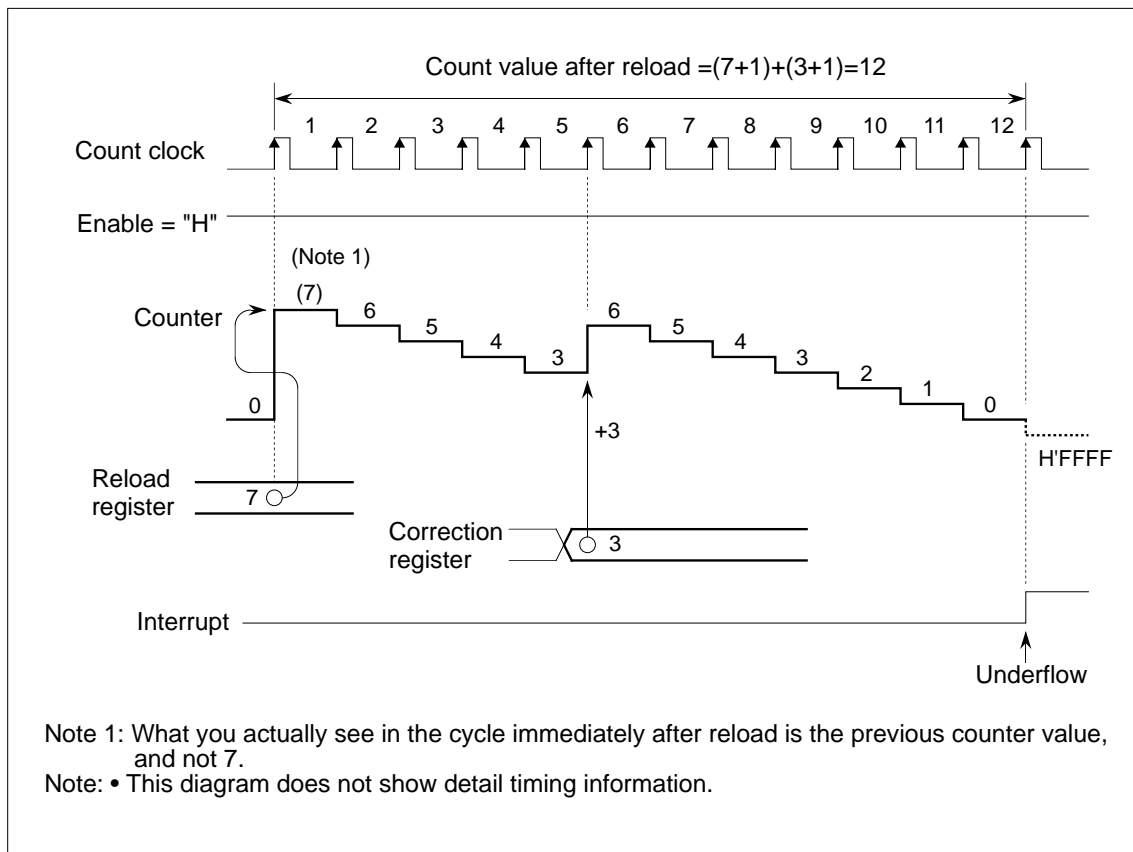 Count value after reload =(7+1)+(3+1)=12
1 2 3 4 5 6 7 8 9 10 11 12
Count clock
Enable = "H"
(Note 1)
(7)
6
5
4
3
6
5
4
3
2
1
0
Counter
0
+3
H'FFFF
Reload
register
7
Correction
register
3
Interrupt
Underflow
Note 1: What you actually see in the cycle immediately after reload is the previous counter value,
and not 7.
Note: • This diagram does not show detail timing information.